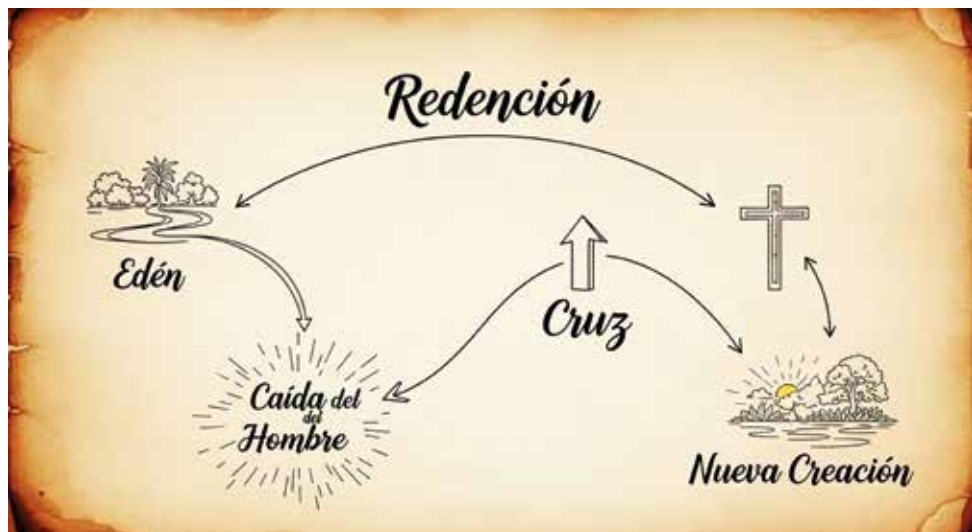 Redención
Edén
Cruz
Caída del
del
Hombre
Nueva Creación